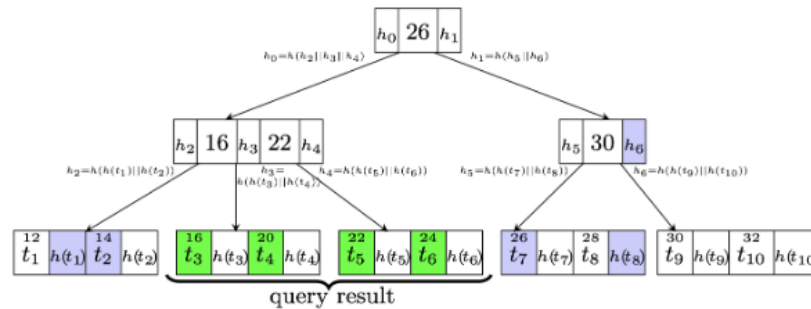 h0 26 h1
h0=h(h2||h3||h4) h1=h(h5||h6)
h2 16 h3 22 h4 h5 30 h6
h2=h(h(t1)||h(t2)) h3= h(h(t3)||h(t4)) h4=h(h(t5)||h(t6)) h5=h(h(t7)||h(t8)) h6=h(h(t9)||h(t10))
12 14 16 20 22 24 26 28 30 32
t1 h(t1) t2 h(t2) t3 h(t3) t4 h(t4) t5 h(t5) t6 h(t6) t7 h(t7) t8 h(t8) t9 h(t9) t10 h(t10
query result